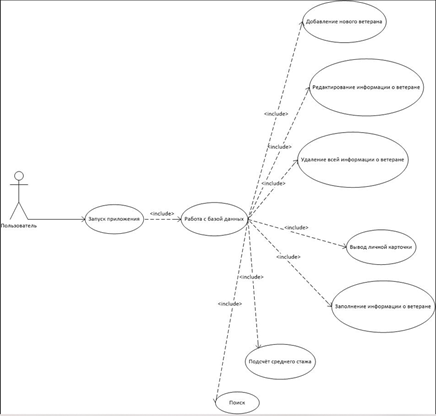 Добавление нового ветерана
Редактирование информации о ветеране
<include>
<include>
Удаление всей информации о ветеране
<include>
<include>
Запуск приложения
Работа с базой данных
Пользователь
<include>
Вывод личной карточки
<include>
<include>
Заполнение информации о ветеране
<include>
Подсчёт среднего стажа
Поиск